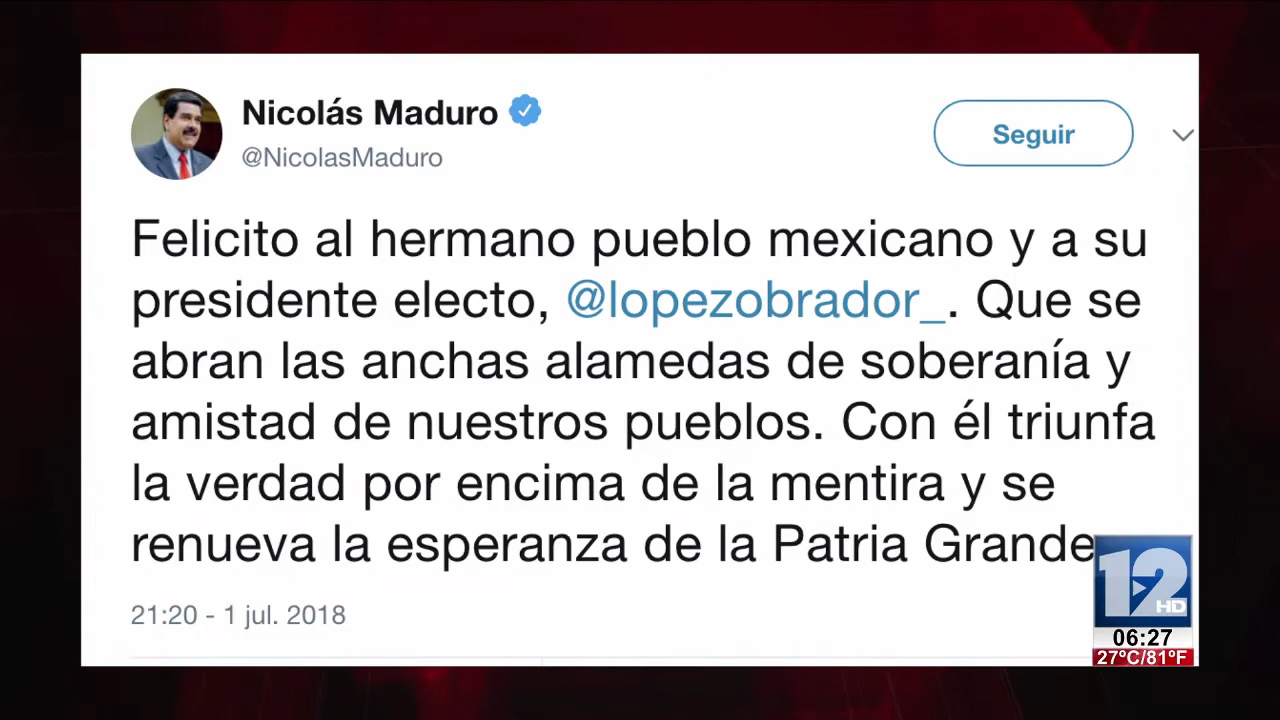 Nicolás Maduro
@NicolasMaduro
Seguir
Felicito al hermano pueblo mexicano y a su
presidente electo, @lopezobrador_. Que se
abran las anchas alamedas de soberanía y
amistad de nuestros pueblos. Con él triunfa
la verdad por encima de la mentira y se
renueva la esperanza de la Patria Grande
21:20 - 1 jul. 2018
12
HD
06:27
27ºC/81ºF